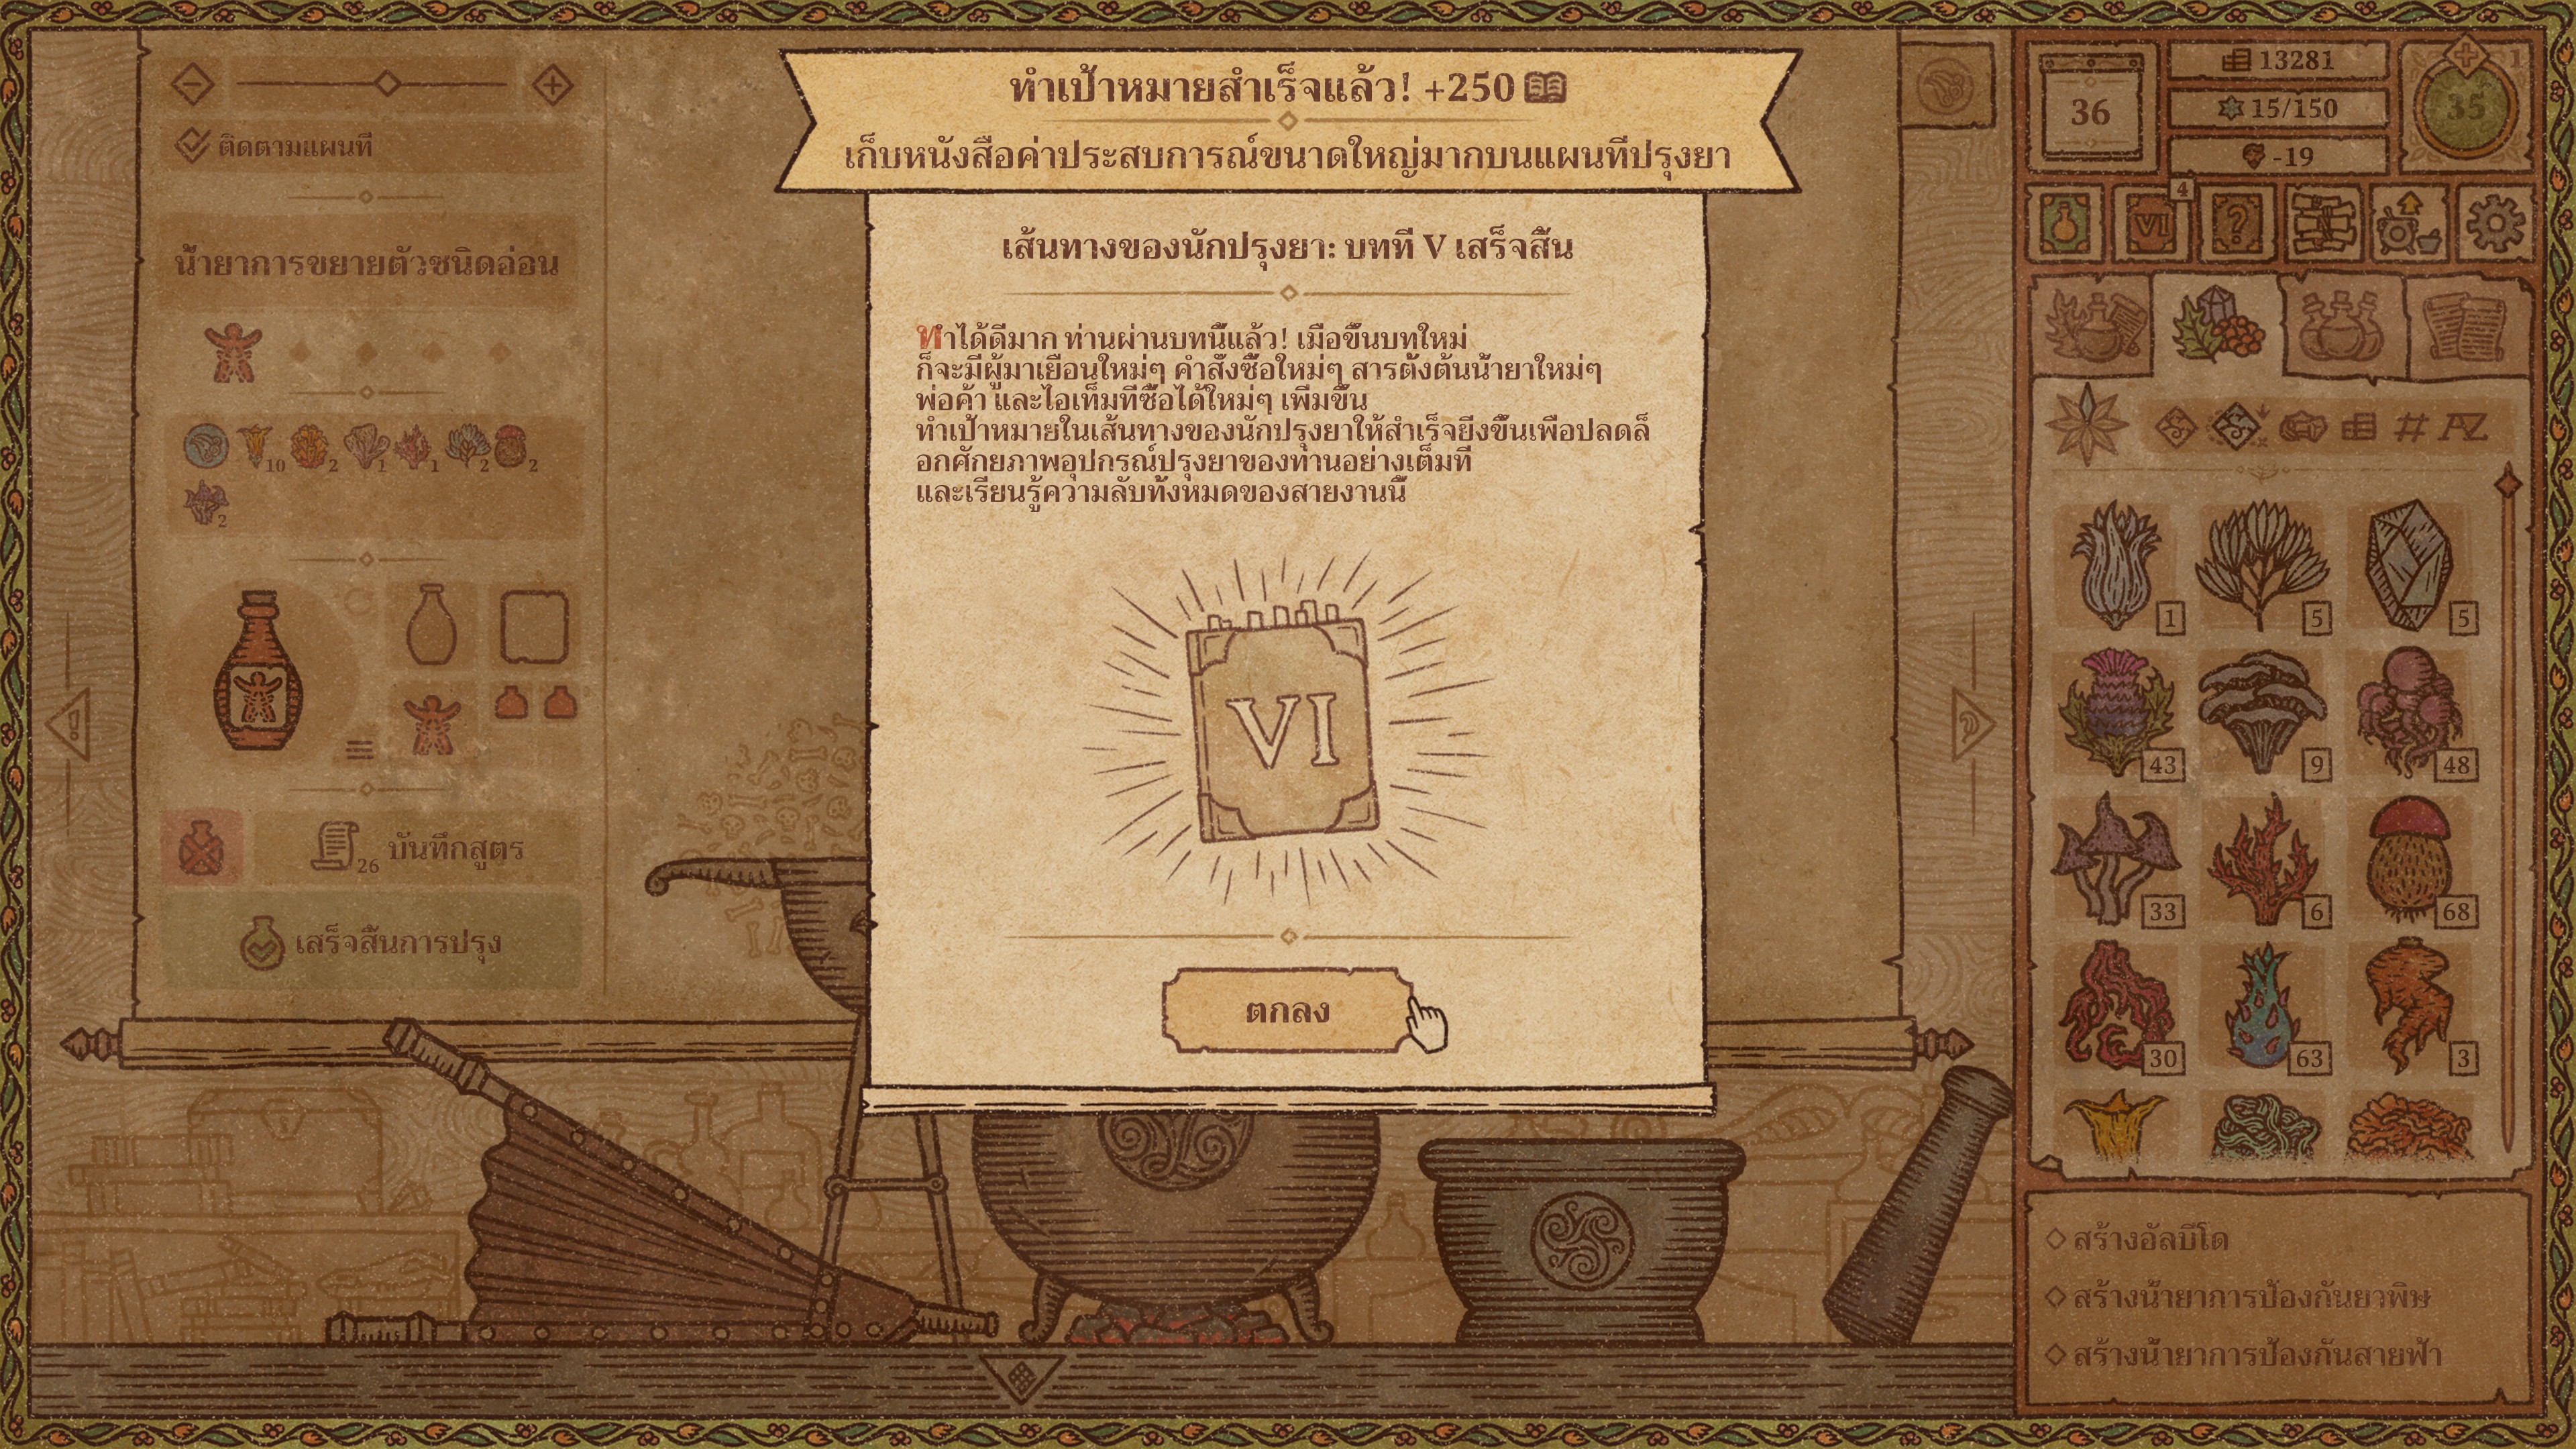 ทำเป้าหมายสำเร็จแล้ว! +250
เก็บหนังสือค่าประสบการณ์ขนาดใหญ่มากบนแผนที่ปรุงยา
เส้นทางของนักปรุงยา: บทที่ V เสร็จสิ้น
ทำได้ดีมาก ท่านผ่านบทนี้แล้ว! เมื่อขึ้นบทใหม่
ก็จะมีผู้มาเยือนใหม่ๆ คำสั่งซื้อใหม่ๆ สารตั้งต้นน้ำยาใหม่ๆ
พ่อค้า และไอเท็มที่ซื้อได้ใหม่ๆ เพิ่มขึ้น
ทำเป้าหมายในเส้นทางของนักปรุงยาให้สำเร็จยิ่งขึ้นเพื่อปลดล็
อกศักยภาพอุปกรณ์ปรุงยาของท่านอย่างเต็มที่
และเรียนรู้ความลับทั้งหมดของสายงานนี้
VI
ตกลง
ติดตามแผนที่
น้ำยาการขยายตัวชนิดอ่อน
10 2 1 1 2 2
2
26 บันทึกสูตร
เสร็จสิ้นการปรุง
36
13281
15/150
-19
1
35
4
VI
?
# AZ
1 5 5
43 9 48
33 6 68
30 63 3
สร้างอัลบีโด
สร้างน้ำยาการป้องกันยาพิษ
สร้างน้ำยาการป้องกันสายฟ้า